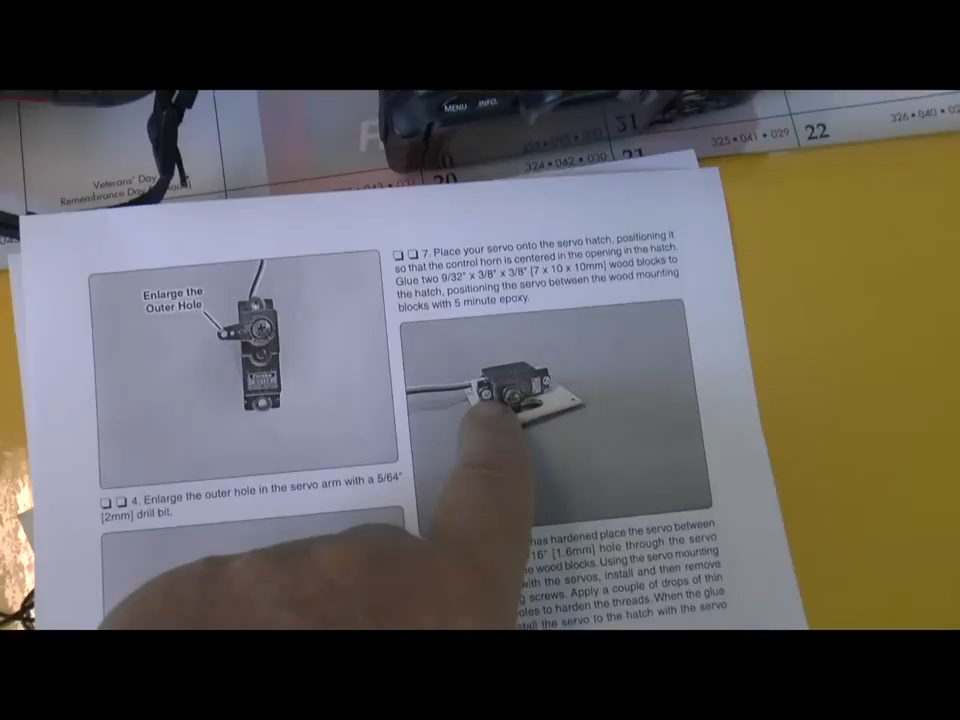 MENU INFO.
31
22
325 • 041 • 029
324 • 042 • 030
Veterans' Day
Remembrance Day
20
21
7. Place your servo onto the servo hatch, positioning it
so that the control horn is centered in the opening in the hatch.
Glue two 9/32" x 3/8" x 3/8" [7 x 10 x 10mm] wood blocks to
the hatch, positioning the servo between the wood mounting
blocks with 5 minute epoxy.
Enlarge the
Outer Hole
Futaba
4. Enlarge the outer hole in the servo arm with a 5/64"
[2mm] drill bit.
has hardened place the servo between
16" [1.6mm] hole through the servo
wood blocks. Using the servo mounting
with the servos, install and then remove
screws. Apply a couple of drops of thin
oles to harden the threads. When the glue
stall the servo to the hatch with the servo